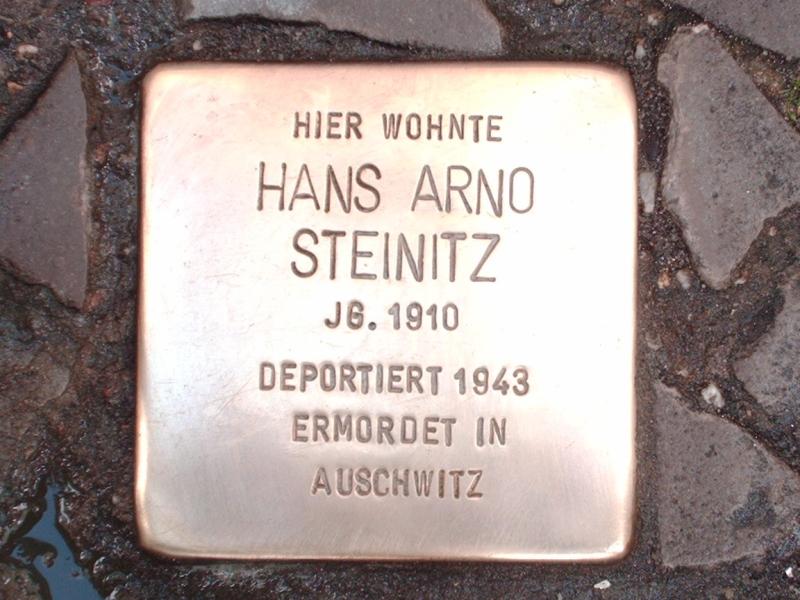 HIER WOHNTE
HANS ARNO
STEINITZ
JG. 1910
DEPORTIERT 1943
ERMORDET IN
AUSCHWITZ